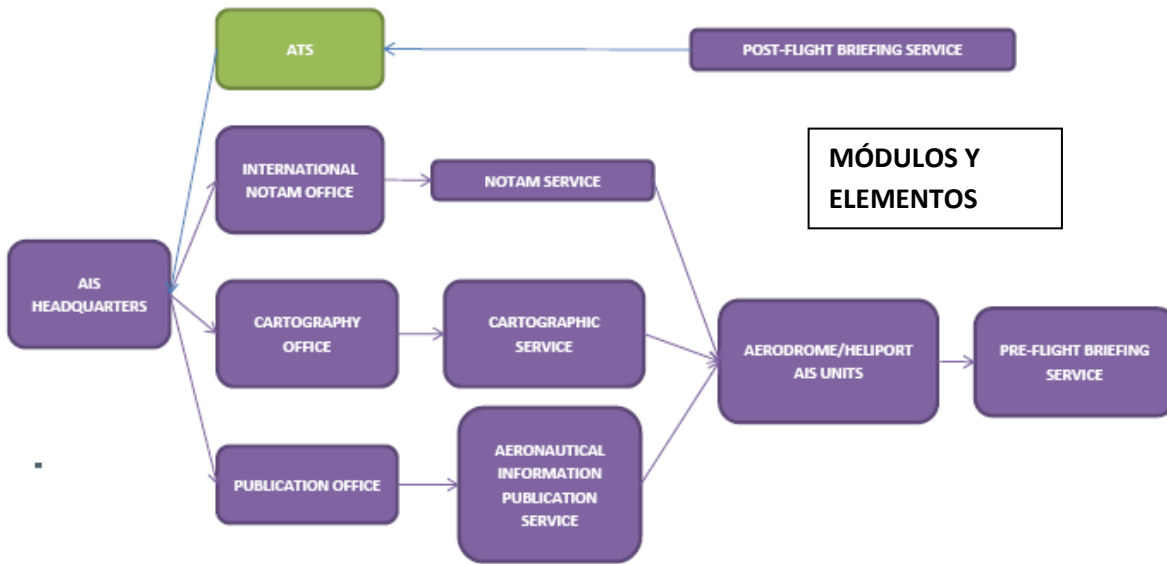 ATS
POST-FLIGHT BRIEFING SERVICE
MÓDULOS Y
ELEMENTOS
INTERNATIONAL
NOTAM OFFICE
NOTAM SERVICE
AIS
HEADQUARTERS
CARTOGRAPHY
OFFICE
CARTOGRAPHIC
SERVICE
AERODROME/HELIPORT
AIS UNITS
PRE-FLIGHT BRIEFING
SERVICE
PUBLICATION OFFICE
AERONAUTICAL
INFORMATION
PUBLICATION
SERVICE